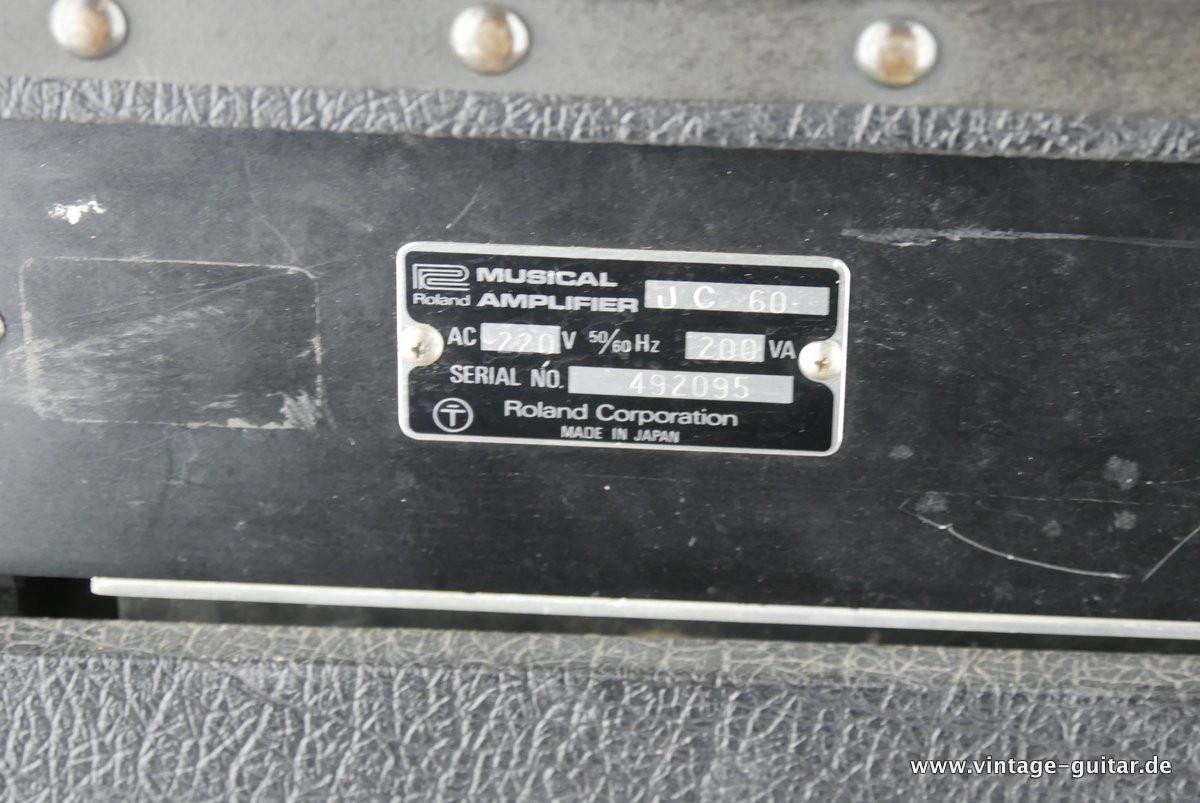 MUSICAL
Roland AMPLIFIER JC 60
AC 220 V 50/60 Hz 200 VA
SERIAL NO. 492095
T Roland Corporation
MADE IN JAPAN
www.vintage-guitar.de